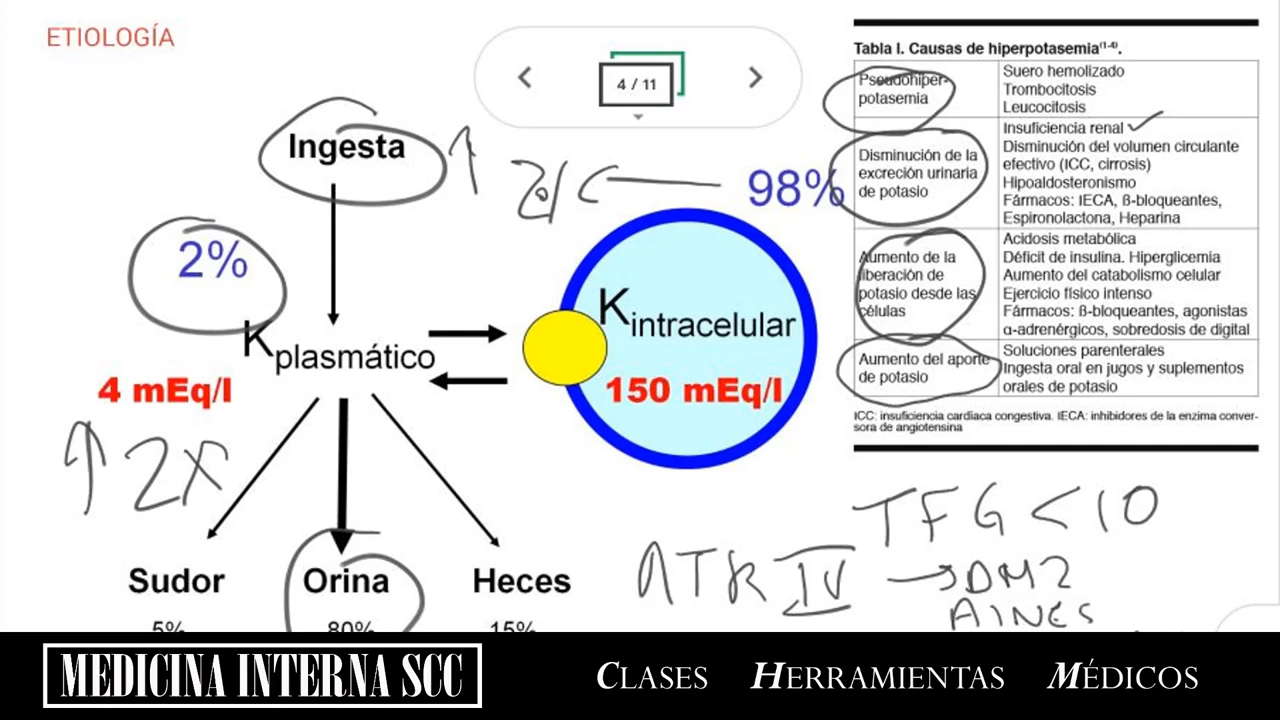 ETIOLOGÍA
4 / 11
Ingesta
2%
98%
K plasmático
4 mEq/l
K intracelular
150 mEq/l
2X
Sudor
Orina
Heces
5%
80%
15%
Tabla I. Causas de hiperpotasemia(1-4).
Pseudohiper-
potasemia
Suero hemolizado
Trombocitosis
Leucocitosis
Disminución de la
excreción urinaria
de potasio
Insuficiencia renal
Disminución del volumen circulante
efectivo (ICC, cirrosis)
Hipoaldosteronismo
Fármacos: IECA, ß-bloqueantes,
Espironolactona, Heparina
Aumento de la
liberación de
potasio desde las
células
Acidosis metabólica
Déficit de insulina. Hiperglicemia
Aumento del catabolismo celular
Ejercicio físico intenso
Fármacos: ß-bloqueantes, agonistas
α-adrenérgicos, sobredosis de digital
Aumento del aporte
de potasio
Soluciones parenterales
Ingesta oral en jugos y suplementos
orales de potasio
ICC: insuficiencia cardiaca congestiva. IECA: inhibidores de la enzima conver-
sora de angiotensina
TFG < 10
ATR IV → DM2
AINES
MEDICINA INTERNA SCC
CLASES HERRAMIENTAS MÉDICOS